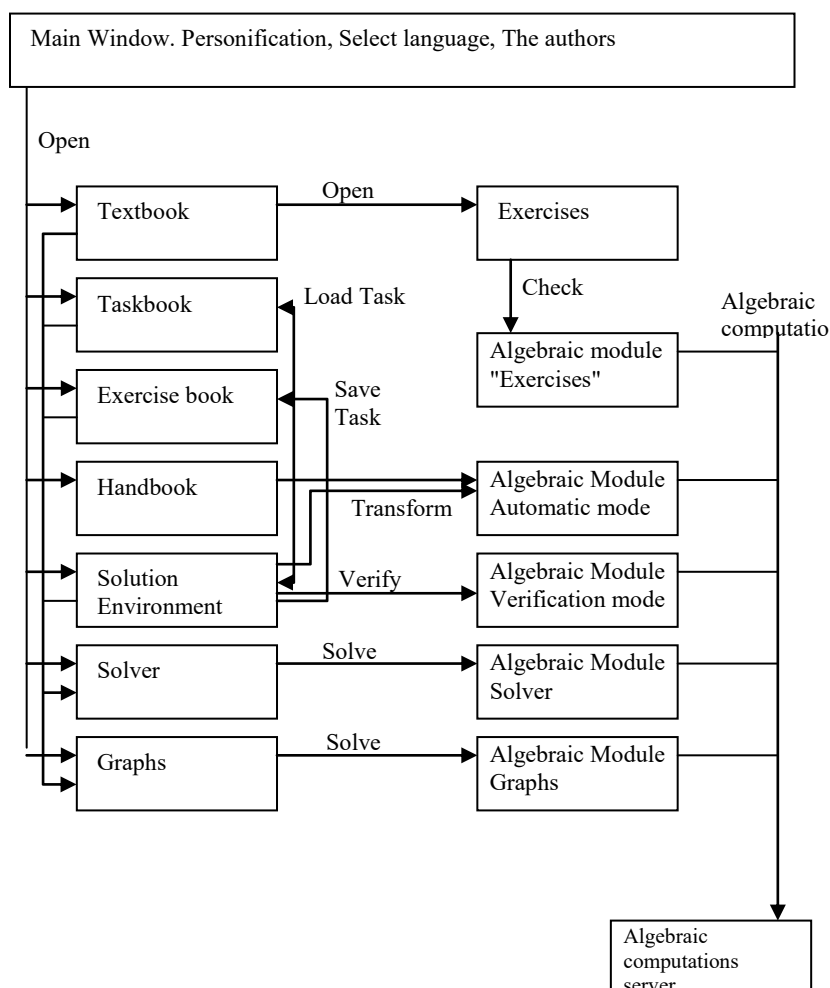 Main Window. Personification, Select language, The authors
Open
Textbook
Open
Exercises
Check
Taskbook
Load Task
Algebraic
computatio
Algebraic module
"Exercises"
Exercise book
Save
Task
Handbook
Algebraic Module
Automatic mode
Transform
Solution
Environment
Verify
Algebraic Module
Verification mode
Solver
Solve
Algebraic Module
Solver
Graphs
Solve
Algebraic Module
Graphs
Algebraic
computations
server